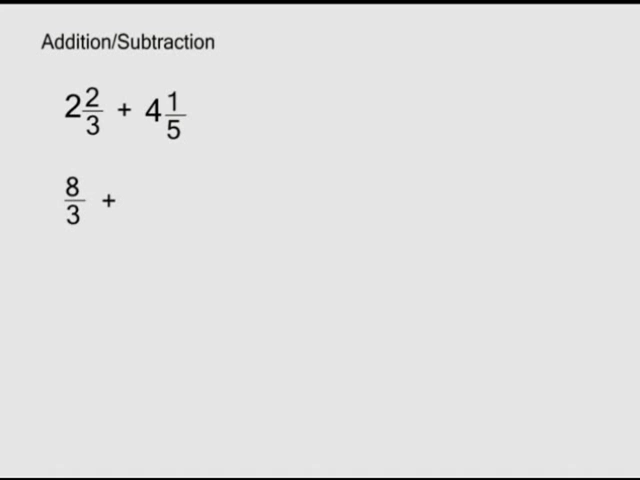 Addition/Subtraction
2 2/3 + 4 1/5
8/3 +